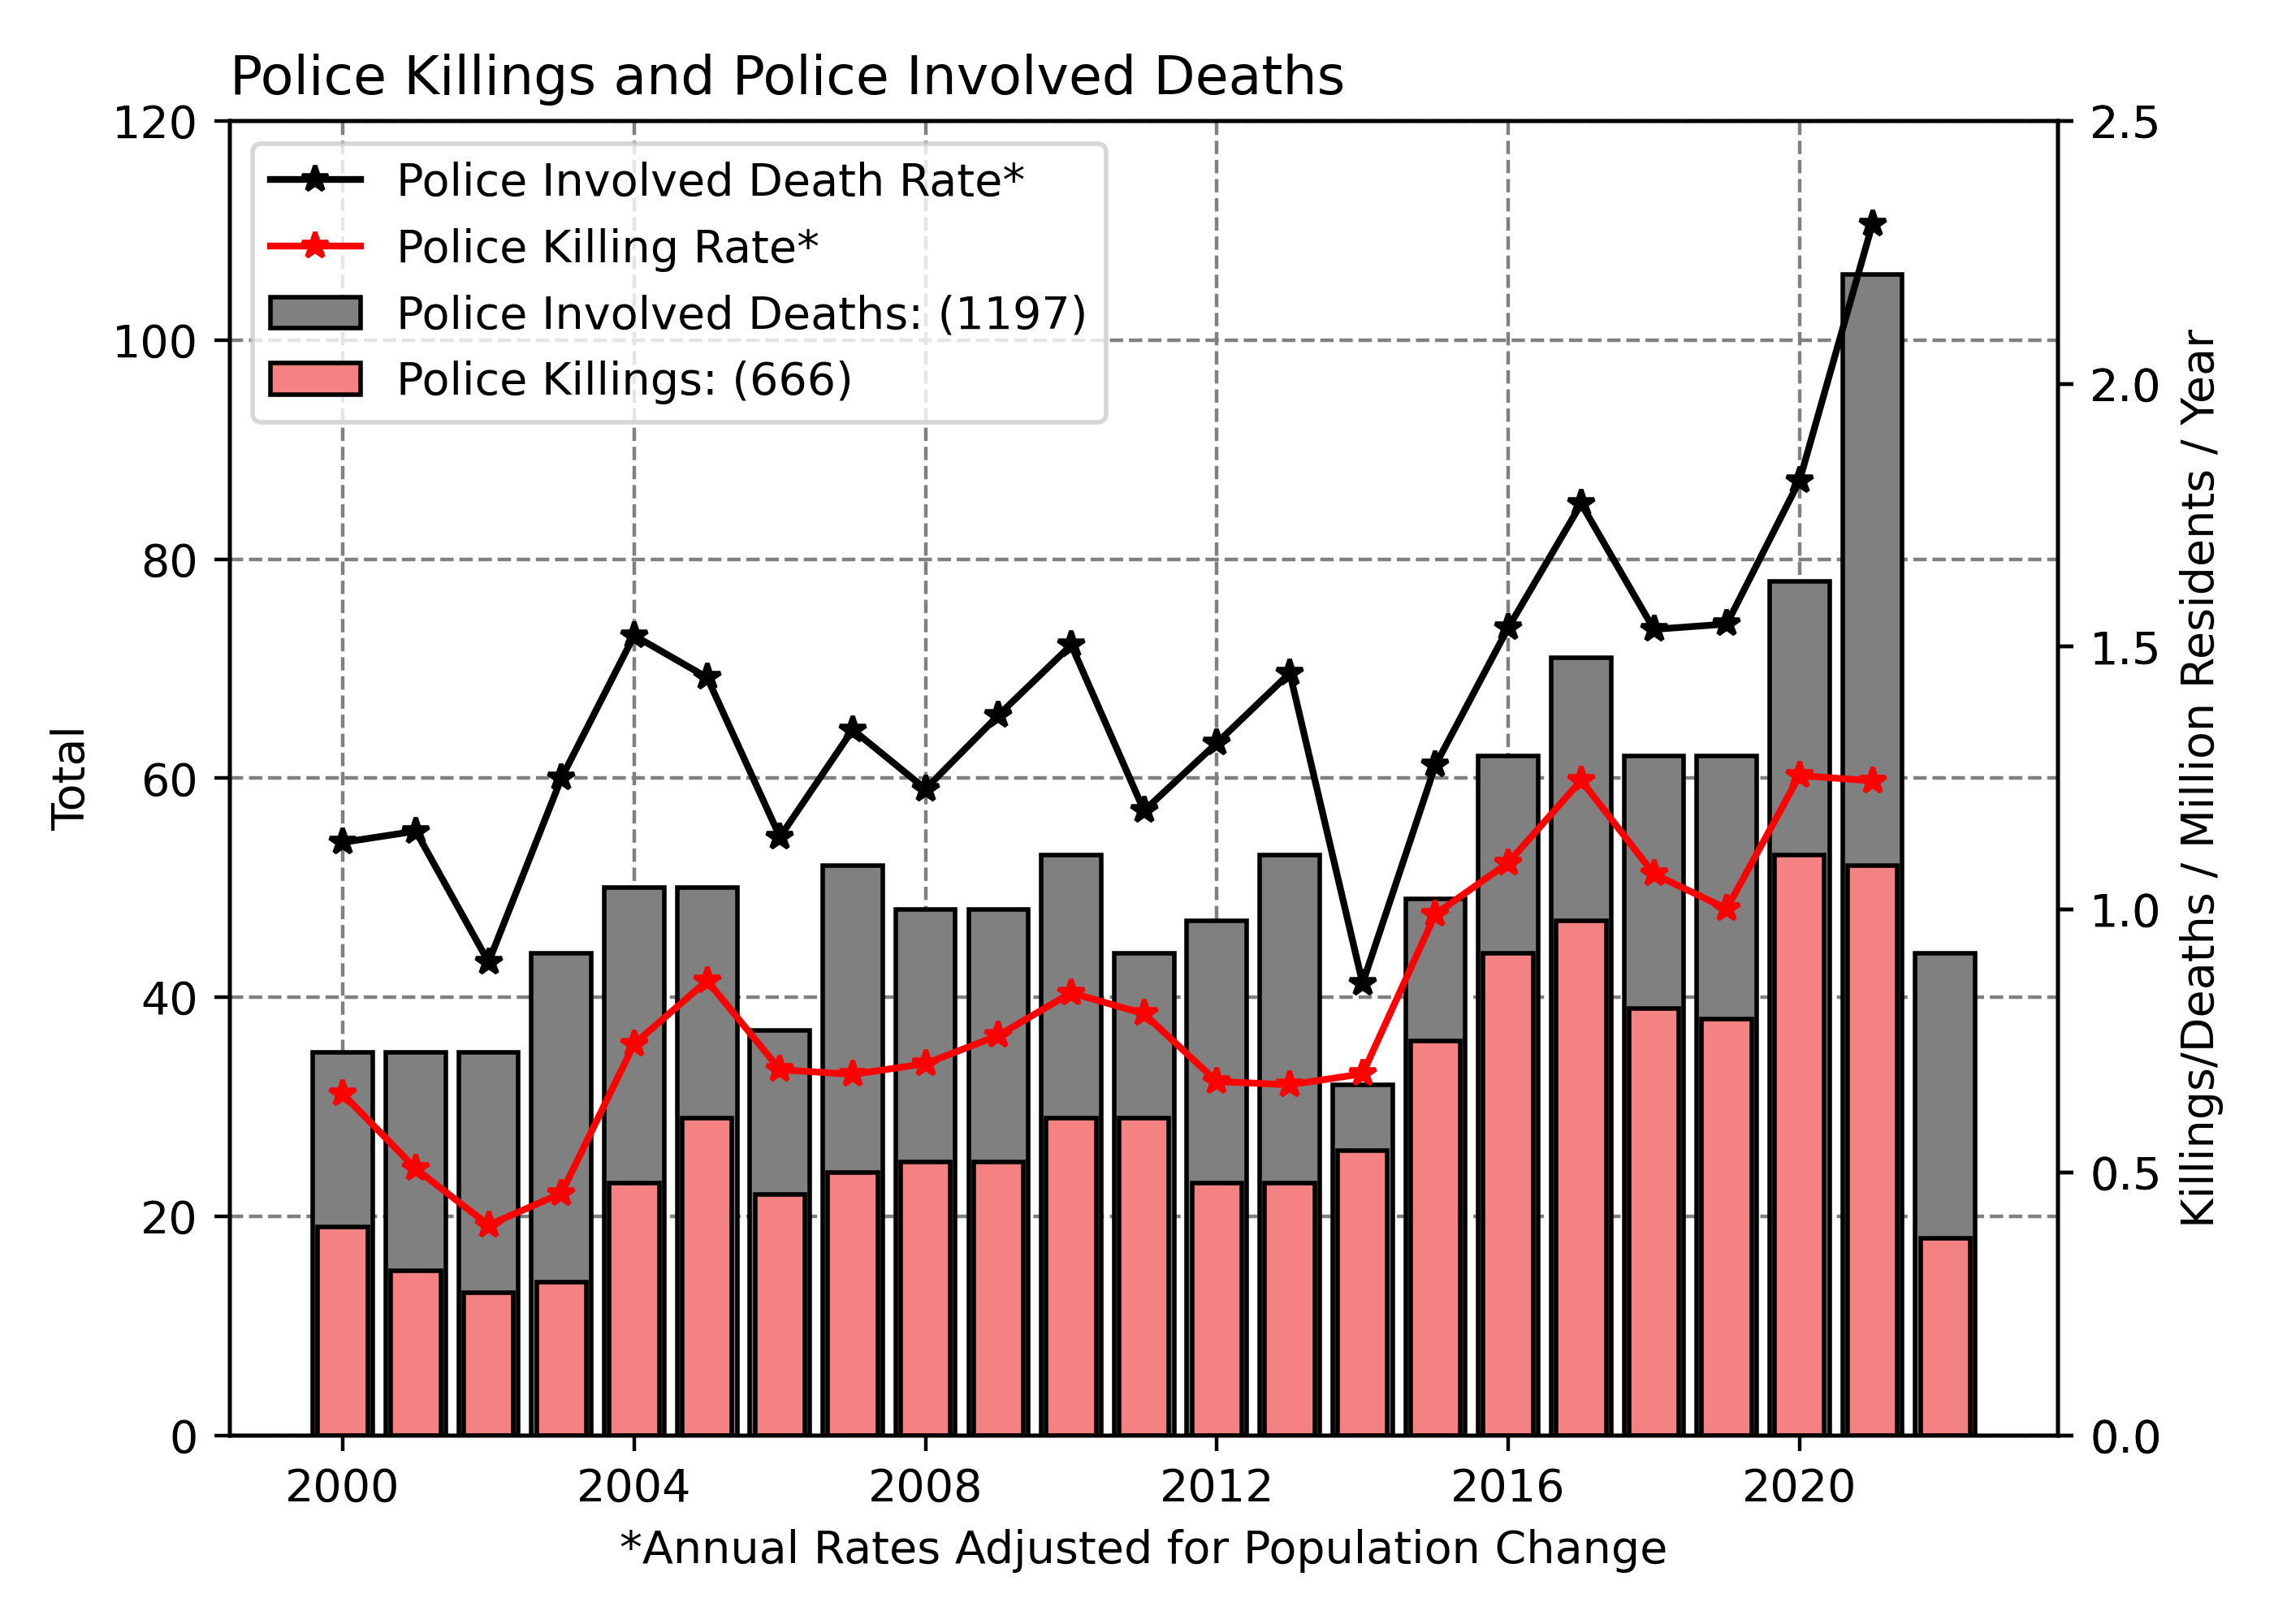 Police Killings and Police Involved Deaths
120
100
80
60
40
20
0
Total
Police Involved Death Rate*
Police Killing Rate*
Police Involved Deaths: (1197)
Police Killings: (666)
2.5
2.0
1.5
1.0
0.5
0.0
Killings/Deaths / Million Residents / Year
2000 2004 2008 2012 2016 2020
*Annual Rates Adjusted for Population Change